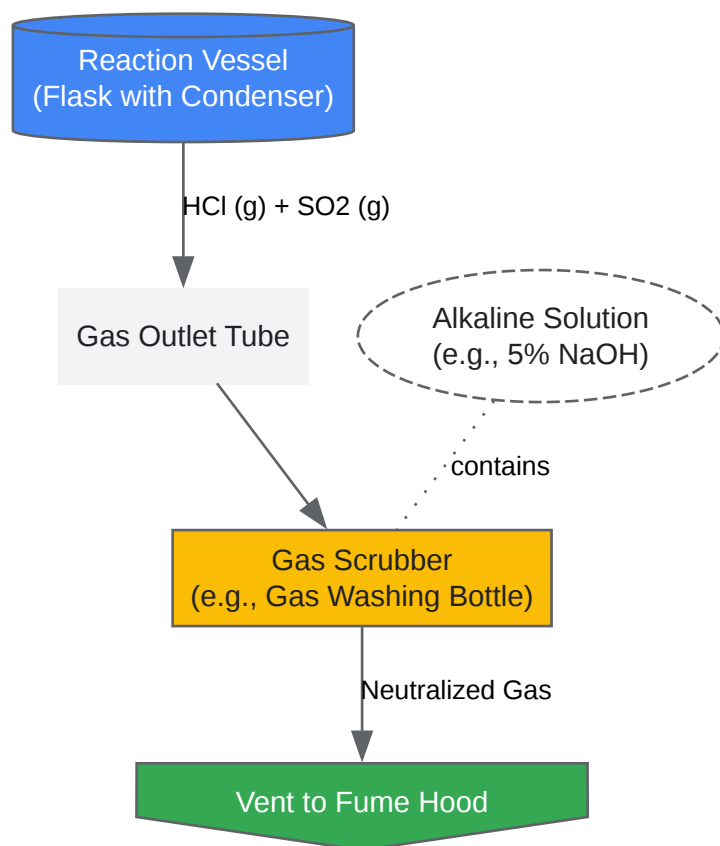 Reaction Vessel
(Flask with Condenser)
HCl (g) + SO2 (g)
Gas Outlet Tube
Alkaline Solution
(e.g., 5% NaOH)
contains
Gas Scrubber
(e.g., Gas Washing Bottle)
Neutralized Gas
Vent to Fume Hood